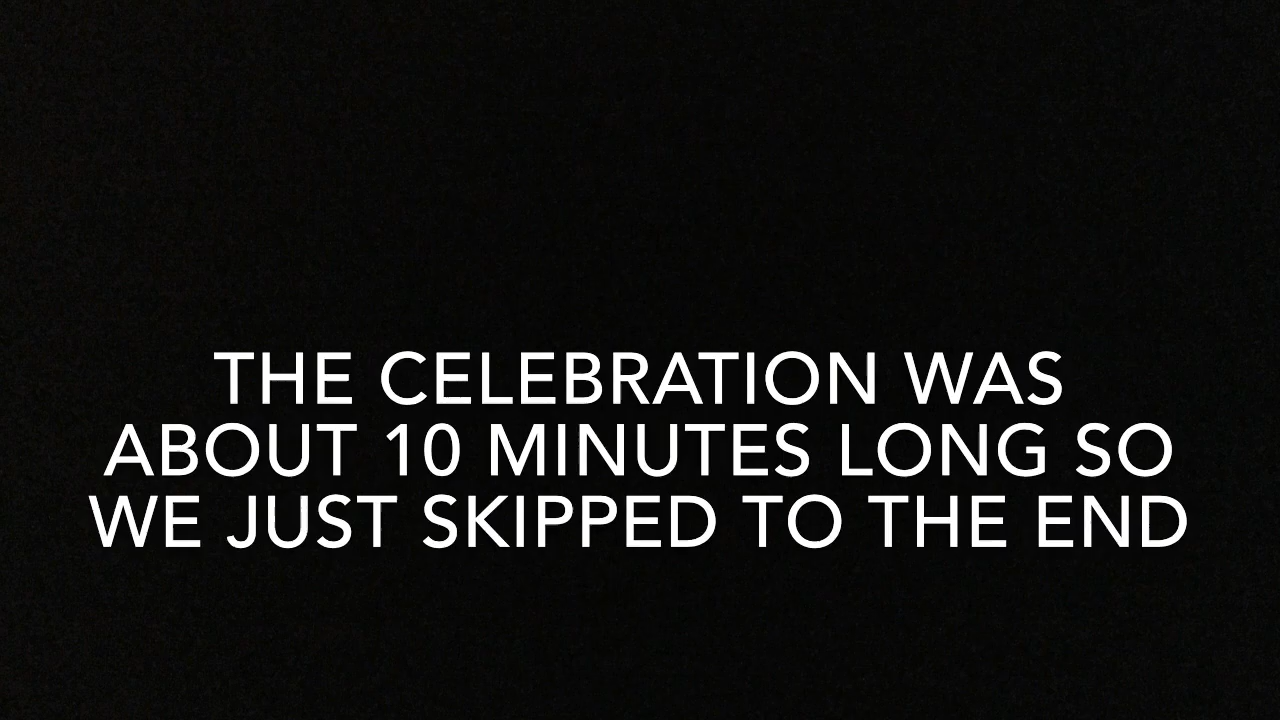 THE CELEBRATION WAS
ABOUT 10 MINUTES LONG SO
WE JUST SKIPPED TO THE END